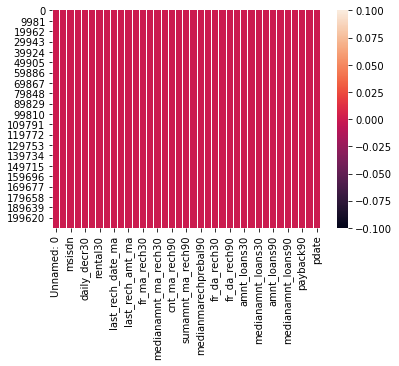 0
9981
19962
29943
39924
49905
59886
69867
79848
89829
99810
109791
119772
129753
139734
149715
159696
169677
179658
189639
199620
Unnamed: 0
msisdn
daily_decr30
rental30
last_rech_date_ma
last_rech_amt_ma
fr_ma_rech30
medianamnt_ma_rech30
cnt_ma_rech90
sumamnt_ma_rech90
medianmarechprebal90
fr_da_rech30
fr_da_rech90
amnt_loans30
medianamnt_loans30
amnt_loans90
medianamnt_loans90
payback90
pdate
0.100
0.075
0.050
0.025
0.000
−0.025
−0.050
−0.075
−0.100